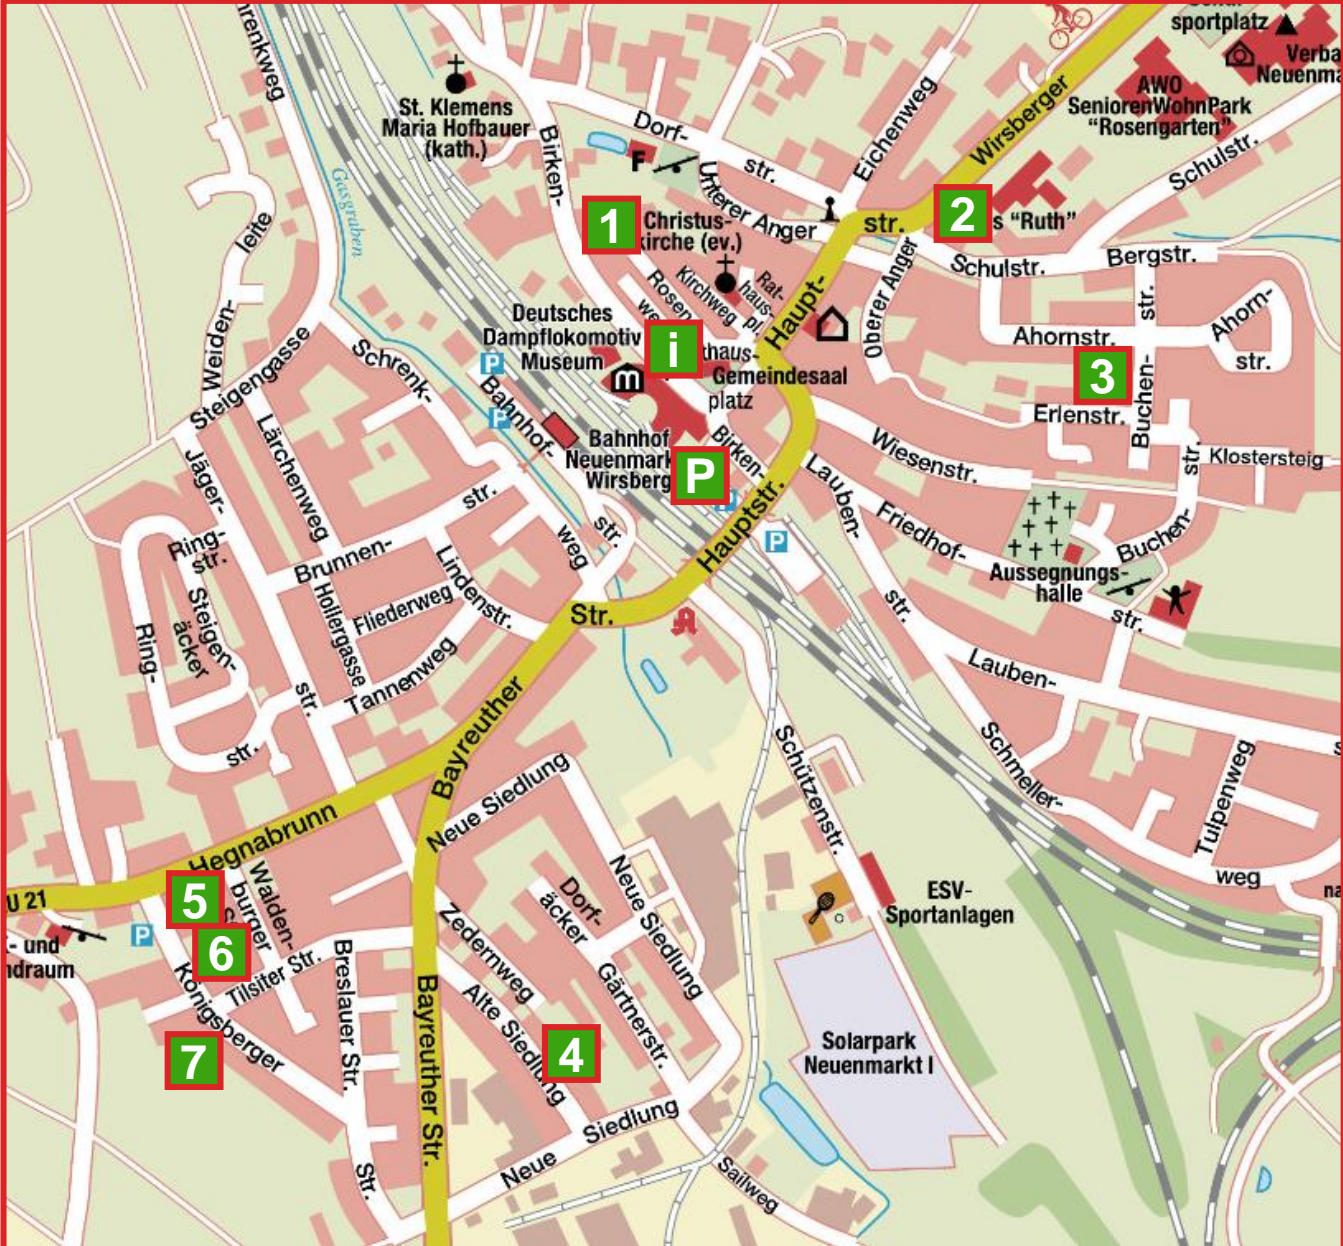 sportplatz
Verba
Neuenma
AWO
SeniorenWohnPark
"Rosengarten"
St. Klemens
Maria Hofbauer
(kath.)
Birken-
Dorf-
str.
F
Eichenweg
Wirsberger
Schulstr.
Gasgraben
Unterer Anger
1
Christus-
kirche (ev.)
str.
2
s "Ruth"
Schulstr.
Bergstr.
leite
Weiden-
Rosen
we
Kirchweg
Rat-
haus-
pl.
Haupt-
Oberer Anger
Ahornstr.
str.
Ahorn-
str.
Deutsches
Dampflokomotiv
Museum
i
thaus-
Gemeindesaal
platz
3
Erlenstr.
Buchen-
Steigengasse
Schrenk-
P
P
Bahnhof-
Bahnhof
Neuenmark
Wirsberg
P
Birken-
Hauptstr.
P
Wiesenstr.
Lauben-
Friedhof-
str.
Klostersteig
Buchen-
Aussegnungs-
halle
str.
Jäger-
Lärchenweg
str.
Brunnen-
weg
str.
Ring-
str.
Steigen-
äcker
Ring-
str.
Hollergasse
Fliederweg
Lindenstr.
Tannenweg
str.
Str.
str.
Lauben-
Bayreuther
Schützenstr.
Schmeller-
Tulpenweg
weg
Neue Siedlung
Hegnabrunn
U 21
5
P
Walden-
burger
6
Tilsiter Str.
Königsberger
7
Breslauer Str.
Str.
Bayreuther Str.
Zedernweg
Alte Siedlung
4
Dorf-
äcker
Gärtnerstr.
Neue Siedlung
Neue
Siedlung
Sailweg
ESV-
Sportanlagen
Solarpark
Neuenmarkt I
- und
ndraum
na